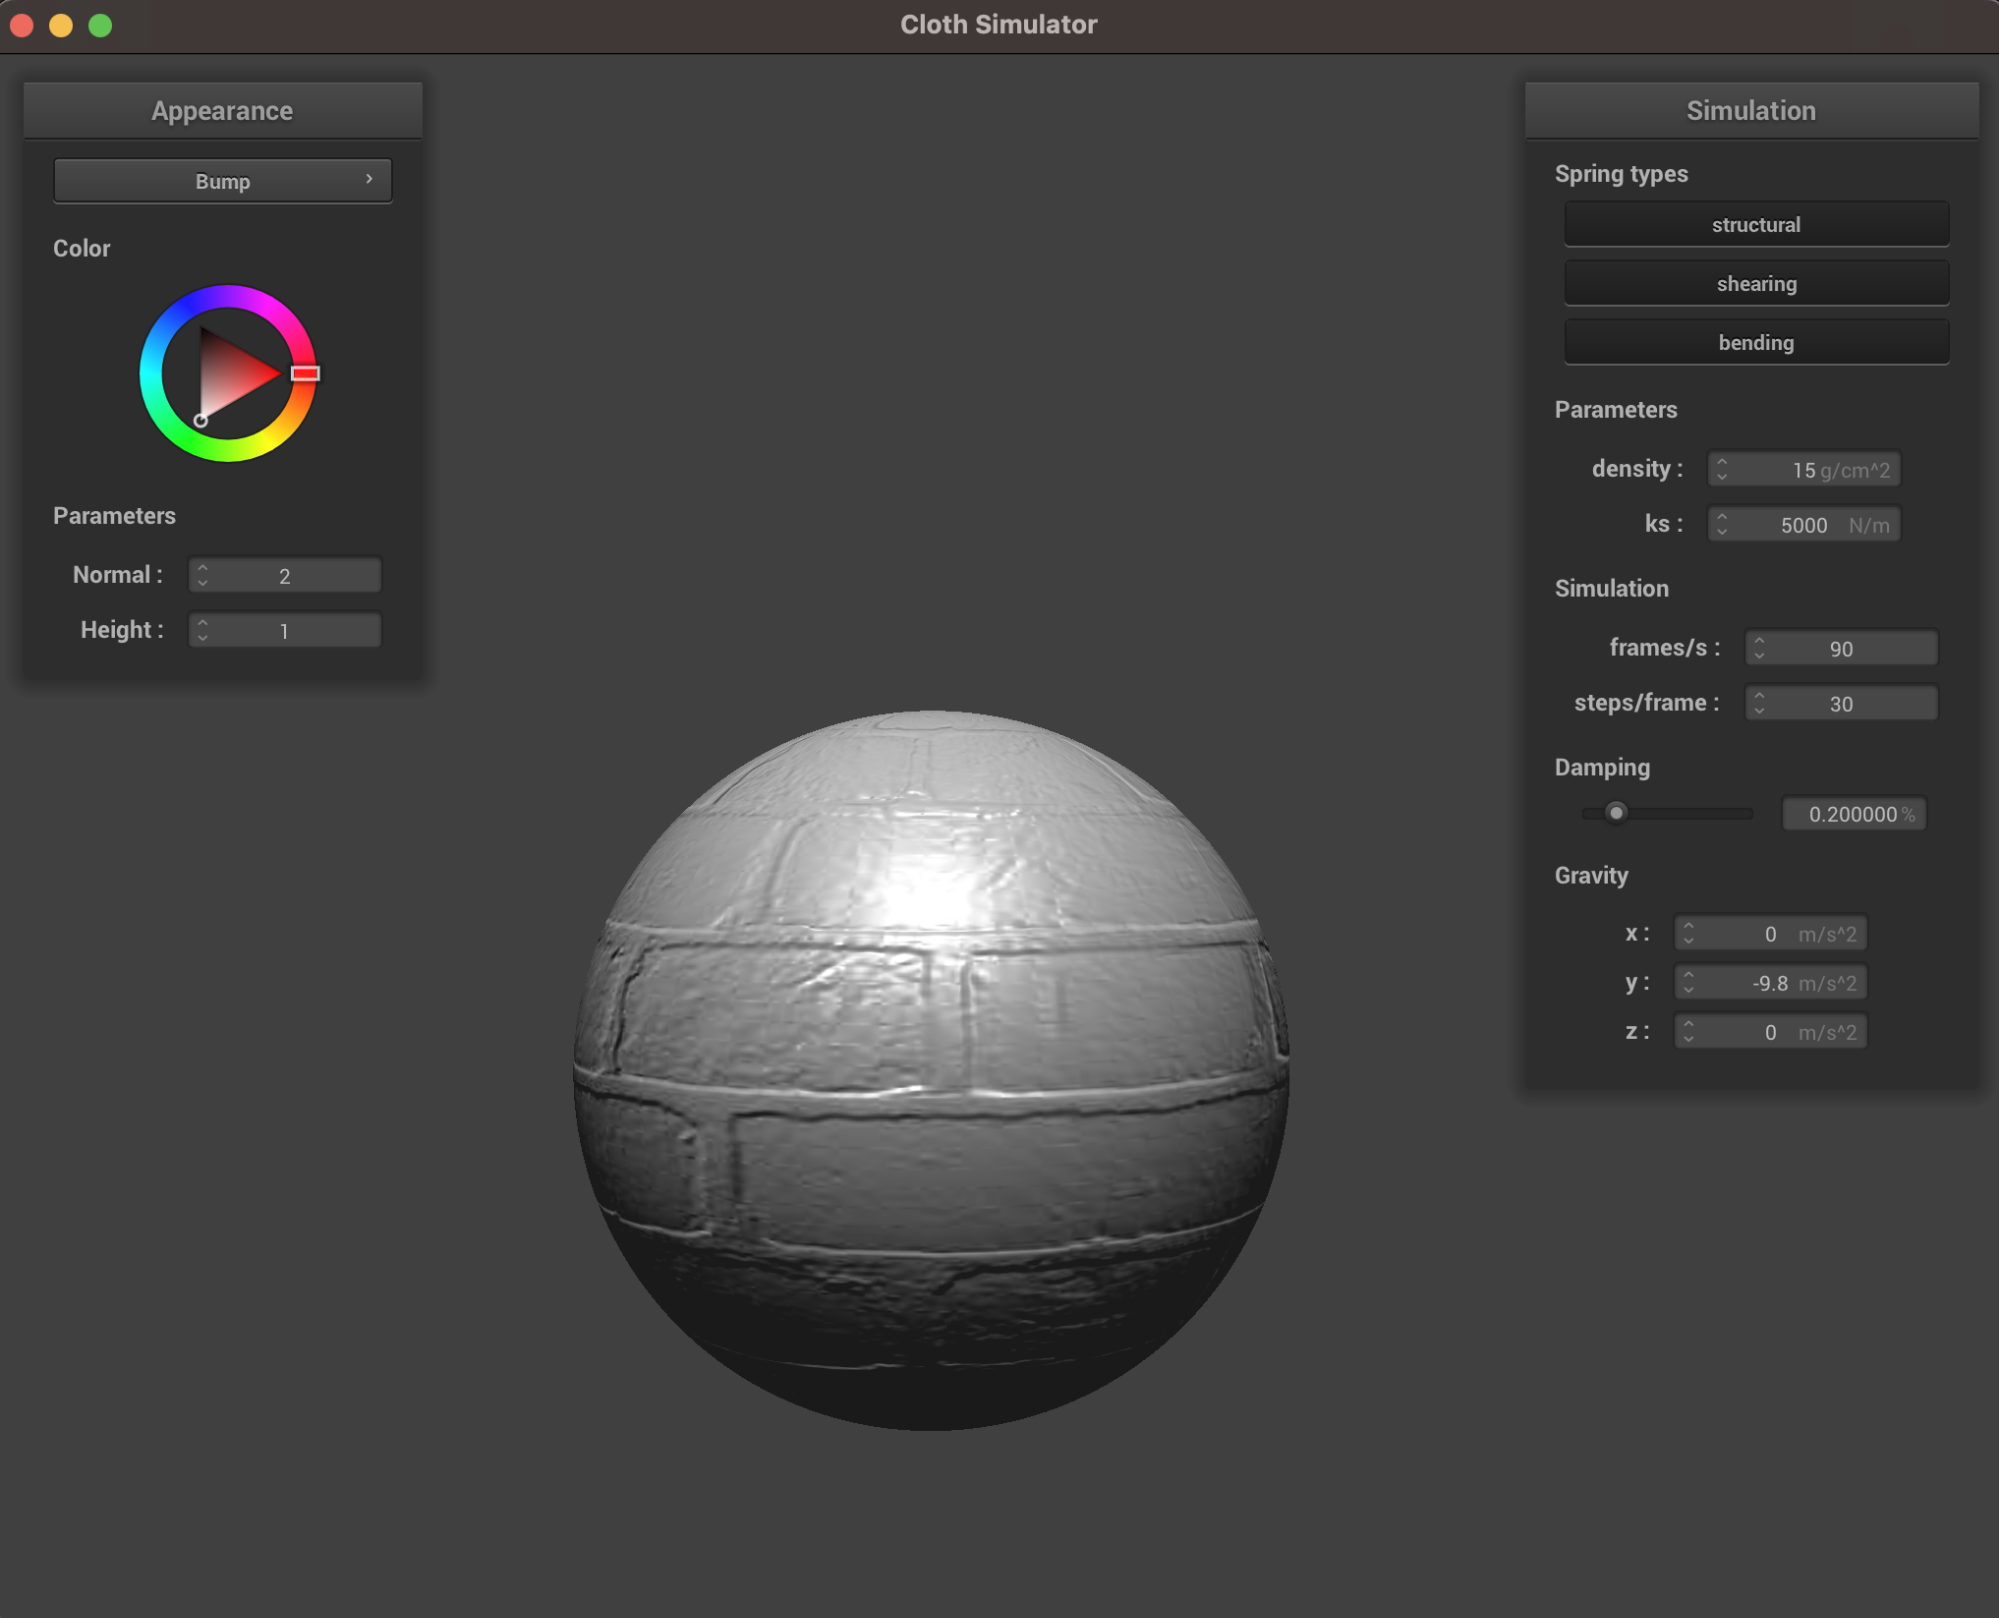 Cloth Simulator
Appearance
Bump
Color
Parameters
Normal : 2
Height : 1
Simulation
Spring types
structural
shearing
bending
Parameters
density : 15 g/cm^2
ks : 5000 N/m
Simulation
frames/s : 90
steps/frame : 30
Damping
0.200000 %
Gravity
x : 0 m/s^2
y : -9.8 m/s^2
z : 0 m/s^2